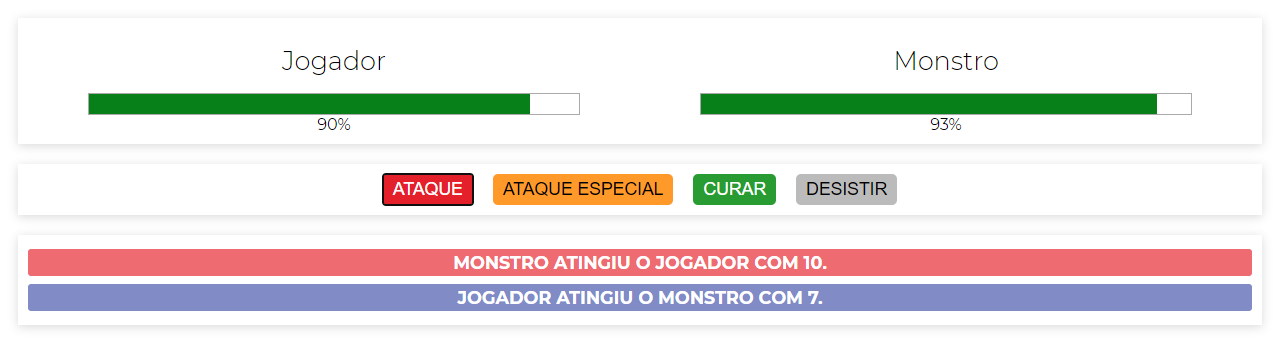 Jogador
Monstro
90%
93%
ATAQUE
ATAQUE ESPECIAL
CURAR
DESISTIR
MONSTRO ATINGIU O JOGADOR COM 10.
JOGADOR ATINGIU O MONSTRO COM 7.